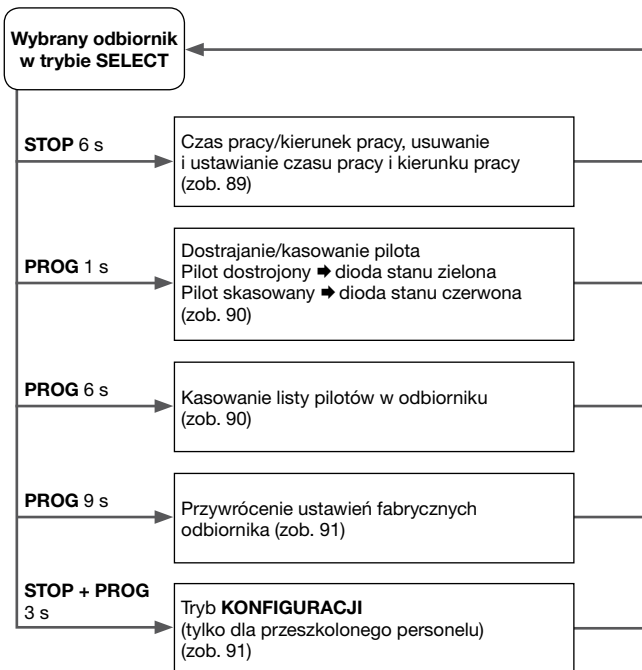 Wybrany odbiornik
w trybie SELECT
STOP 6 s
Czas pracy/kierunek pracy, usuwanie
i ustawianie czasu pracy i kierunku pracy
(zob. 89)
PROG 1 s
Dostrajanie/kasowanie pilota
Pilot dostrojony ➡ dioda stanu zielona
Pilot skasowany ➡ dioda stanu czerwona
(zob. 90)
PROG 6 s
Kasowanie listy pilotów w odbiorniku
(zob. 90)
PROG 9 s
Przywrócenie ustawień fabrycznych
odbiornika (zob. 91)
STOP + PROG
3 s
Tryb KONFIGURACJI
(tylko dla przeszkolonego personelu)
(zob. 91)